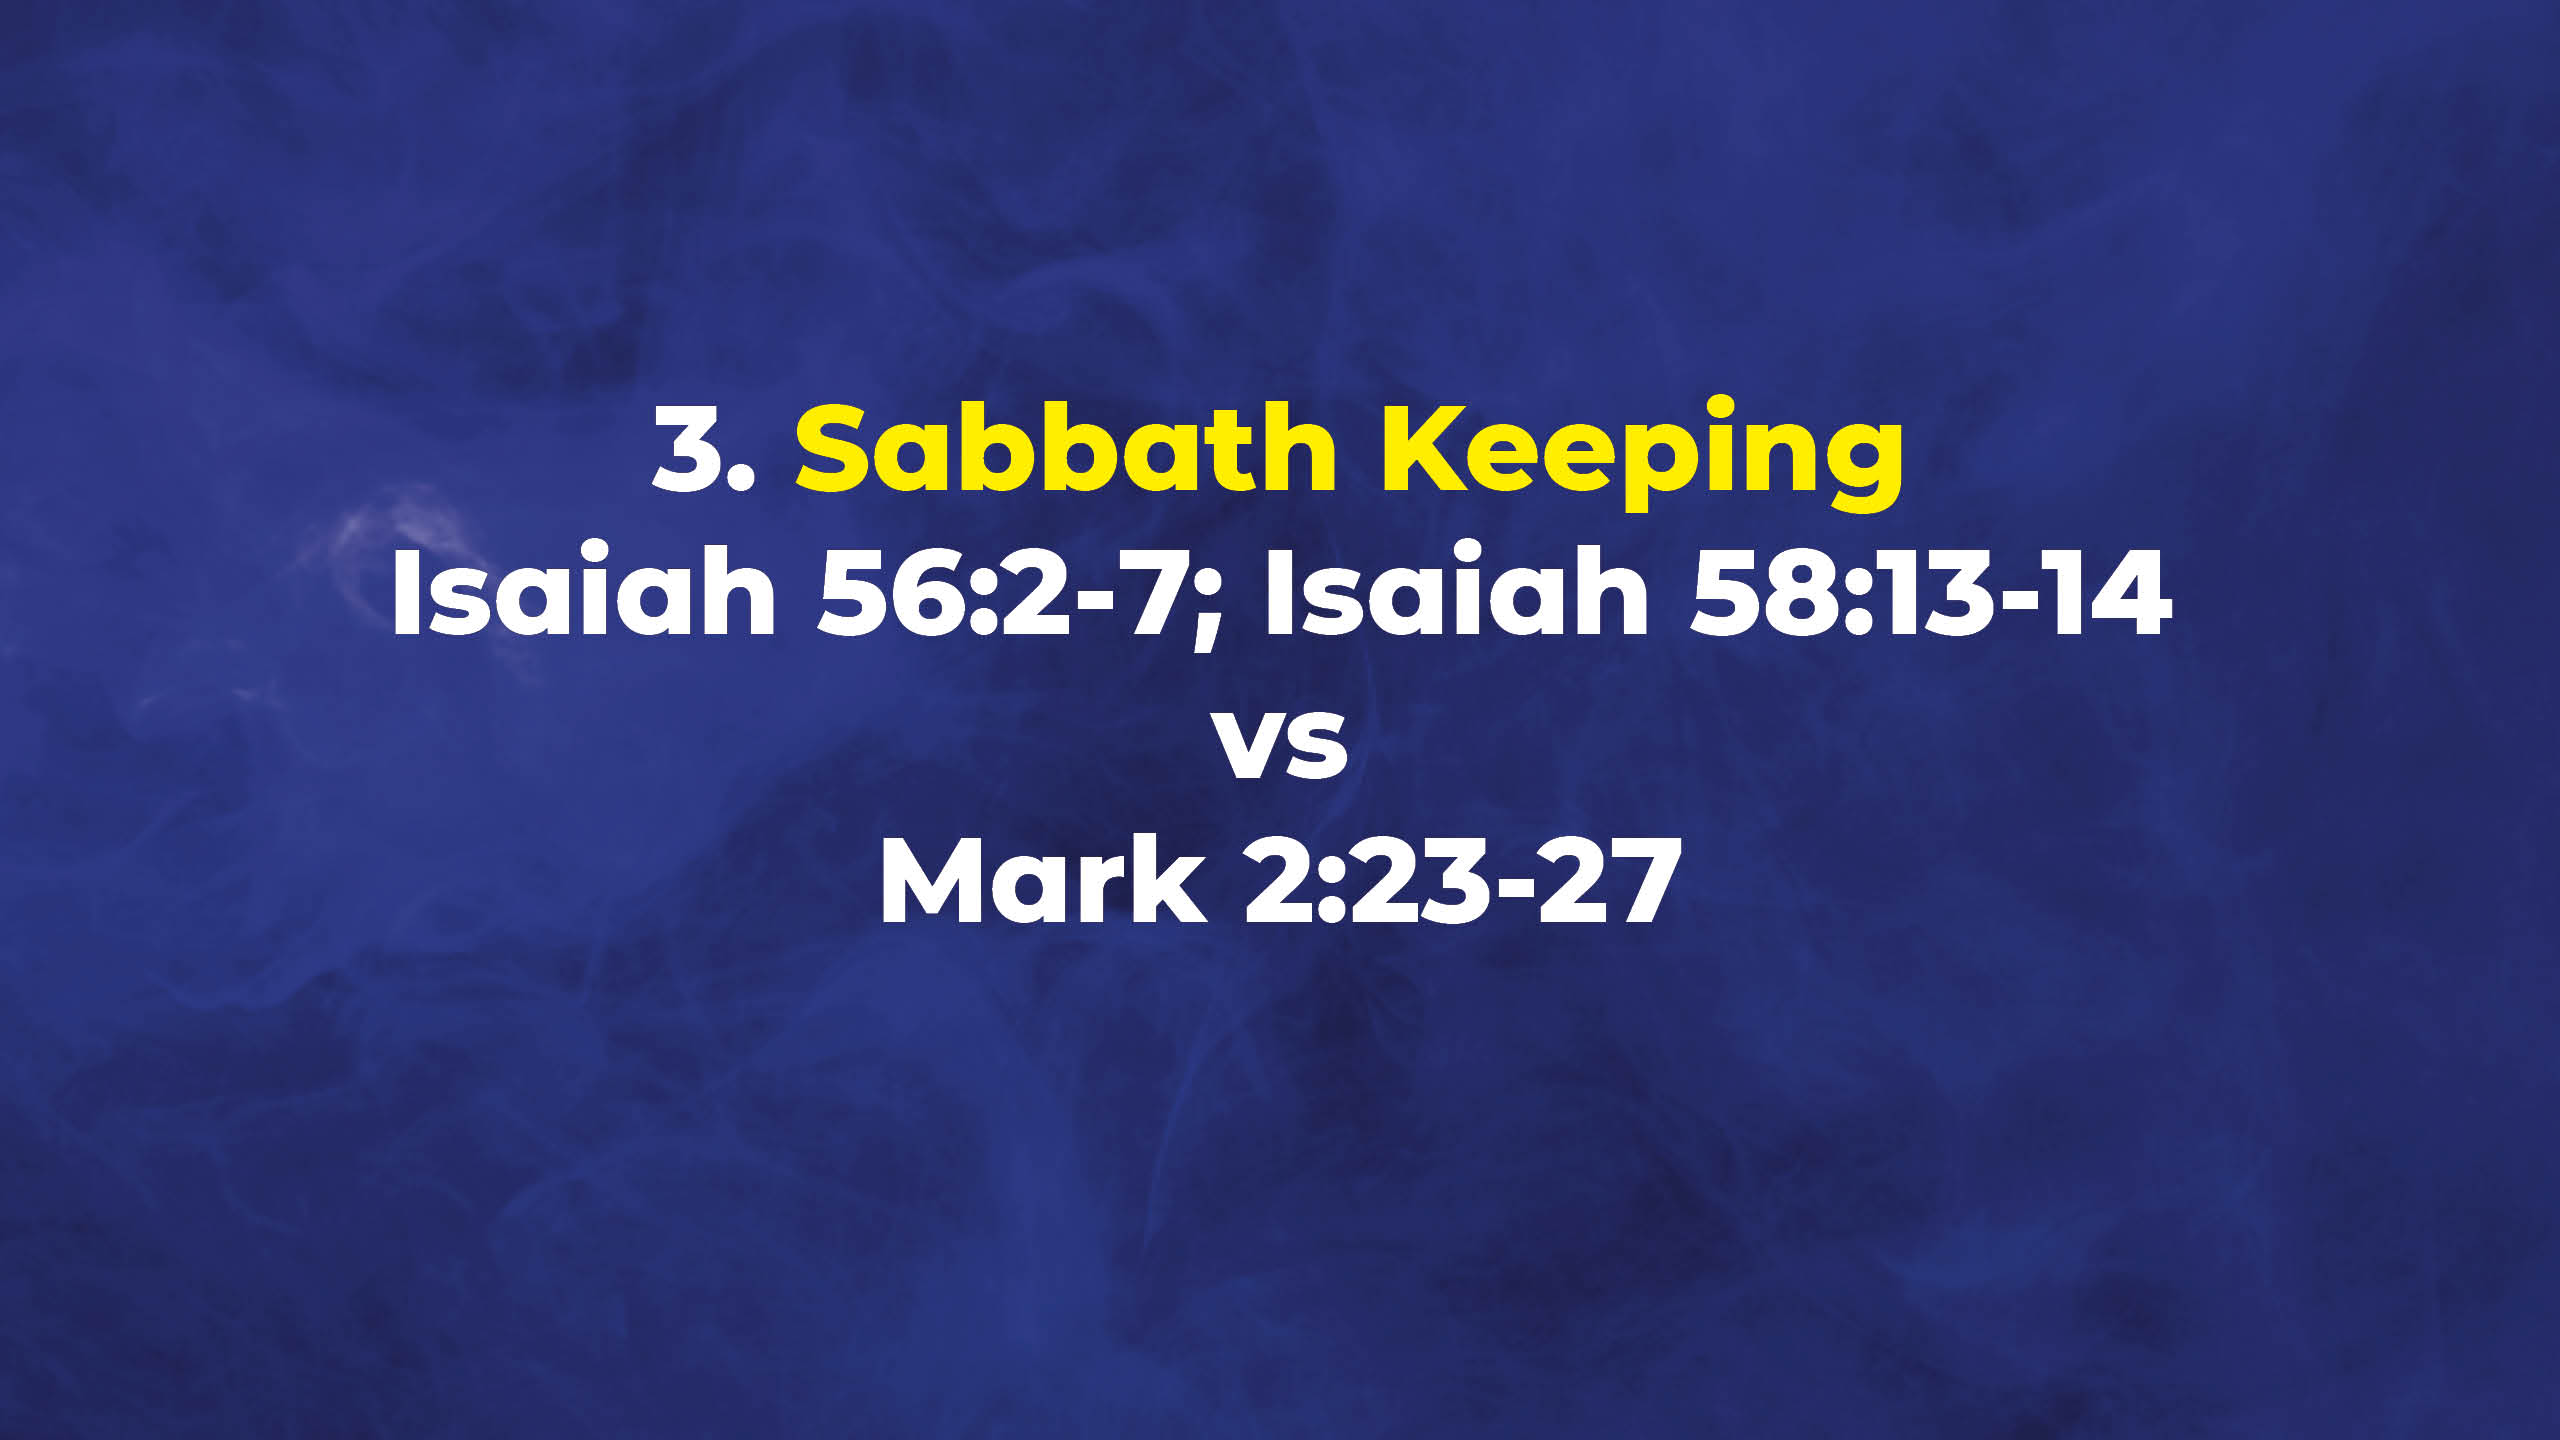 3. Sabbath Keeping
Isaiah 56:2-7; Isaiah 58:13-14
vs
Mark 2:23-27